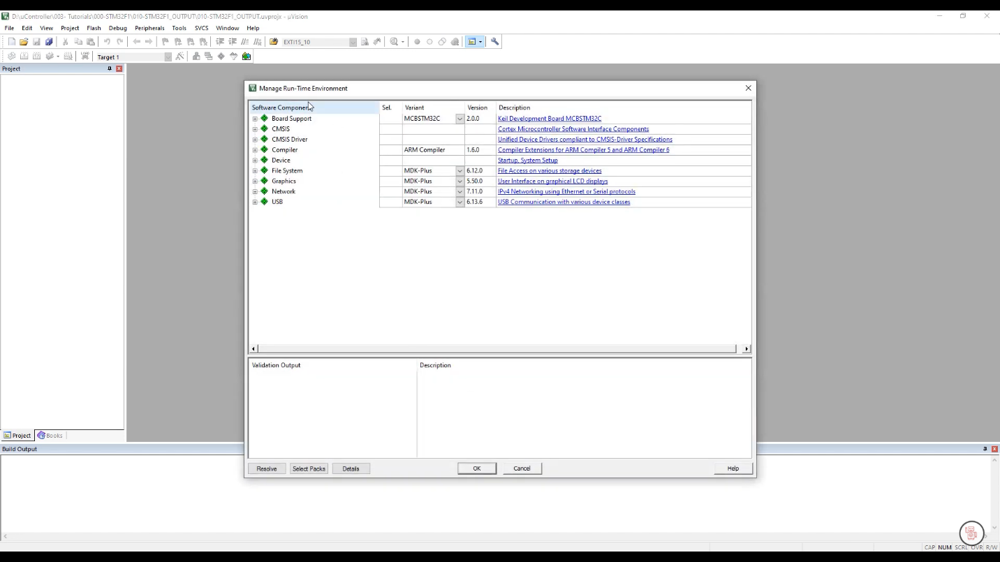 D:\uController\003- Tutorials\000-STM32F1\010-STM32F1_OUTPUT\010-STM32F1_OUTPUT.uvprojx - µVision
File Edit View Project Flash Debug Peripherals Tools SVCS Window Help
EXTI15_10
LOAD Target 1
Project
Manage Run-Time Environment
Software Component Sel. Variant Version Description
Board Support MCBSTM32C 2.0.0 Keil Development Board MCBSTM32C
CMSIS Cortex Microcontroller Software Interface Components
CMSIS Driver Unified Device Drivers compliant to CMSIS-Driver Specifications
Compiler ARM Compiler 1.6.0 Compiler Extensions for ARM Compiler 5 and ARM Compiler 6
Device Startup, System Setup
File System MDK-Plus 6.12.0 File Access on various storage devices
Graphics MDK-Plus 5.50.0 User Interface on graphical LCD displays
Network MDK-Plus 7.11.0 IPv4 Networking using Ethernet or Serial protocols
USB MDK-Plus 6.13.6 USB Communication with various device classes
Validation Output Description
Project Books
Build Output
Resolve Select Packs Details OK Cancel Help
CAP NUM SCRL OVR R/W